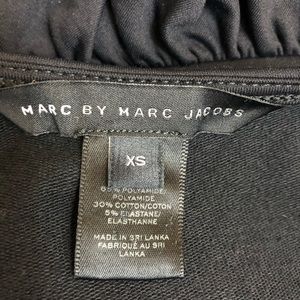 MARC BY MARC JACOBS
XS
65% POLYAMIDE/
POLYAMIDE
30% COTTON/COTON
5% ELASTANE/
ELASTHANNE
MADE IN SRI LANKA
FABRIQUÉ AU SRI
LANKA